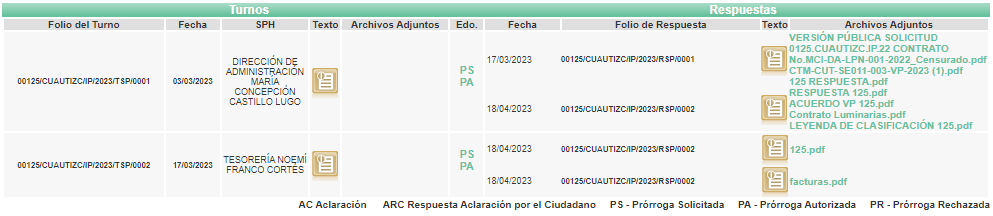 Turnos Respuestas
Folio del Turno Fecha SPH Texto Archivos Adjuntos Edo. Fecha Folio de Respuesta Texto Archivos Adjuntos
00125/CUAUTIZC/IP/2023/TSP/0001 03/03/2023
DIRECCIÓN DE
ADMINISTRACIÓN
MARÍA
CONCEPCIÓN
CASTILLO LUGO
PS
PA
17/03/2023 00125/CUAUTIZC/IP/2023/RSP/0001
VERSIÓN PÚBLICA SOLICITUD
0125.CUAUTIZC.IP.22 CONTRATO
No.MCI-DA-LPN-001-2022_Censurado.pdf
CTM-CUT-SE011-003-VP-2023 (1).pdf
125 RESPUESTA.pdf
18/04/2023 00125/CUAUTIZC/IP/2023/RSP/0002
RESPUESTA 125.pdf
ACUERDO VP 125.pdf
Contrato Luminarias.pdf
LEYENDA DE CLASIFICACIÓN 125.pdf
00125/CUAUTIZC/IP/2023/TSP/0002 17/03/2023
TESORERÍA NOEMÍ
FRANCO CORTES
PS
PA
18/04/2023 00125/CUAUTIZC/IP/2023/RSP/0002 125.pdf
18/04/2023 00125/CUAUTIZC/IP/2023/RSP/0002 facturas.pdf
AC Aclaración ARC Respuesta Aclaración por el Ciudadano PS - Prórroga Solicitada PA - Prórroga Autorizada PR - Prórroga Rechazada